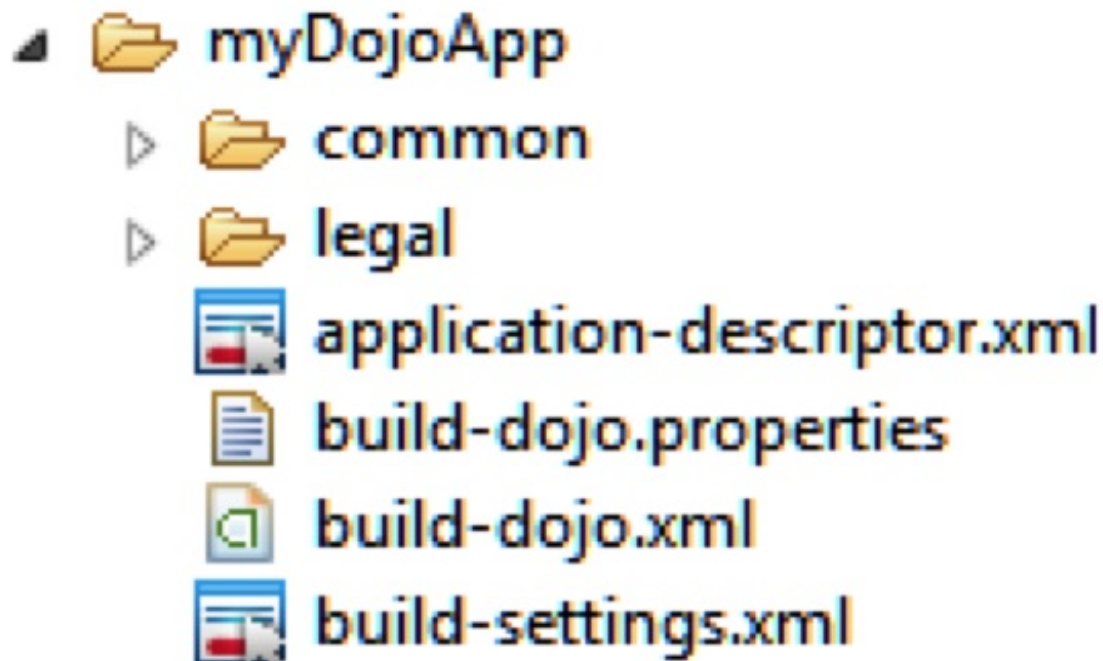 myDojoApp
common
legal
application-descriptor.xml
build-dojo.properties
build-dojo.xml
build-settings.xml